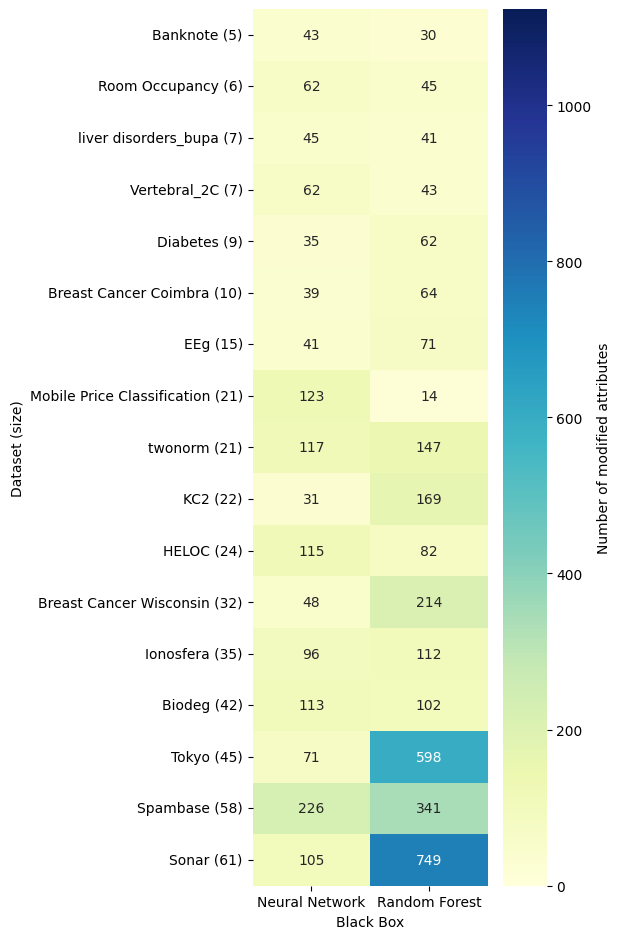 Banknote (5) 43 30
Room Occupancy (6) 62 45
liver disorders_bupa (7) 45 41
Vertebral_2C (7) 62 43
Diabetes (9) 35 62
Breast Cancer Coimbra (10) 39 64
EEg (15) 41 71
Mobile Price Classification (21) 123 14
twonorm (21) 117 147
KC2 (22) 31 169
HELOC (24) 115 82
Breast Cancer Wisconsin (32) 48 214
Ionosfera (35) 96 112
Biodeg (42) 113 102
Tokyo (45) 71 598
Spambase (58) 226 341
Sonar (61) 105 749
Neural Network Random Forest
Black Box
Dataset (size)
1000
800
600
400
200
0
Number of modified attributes